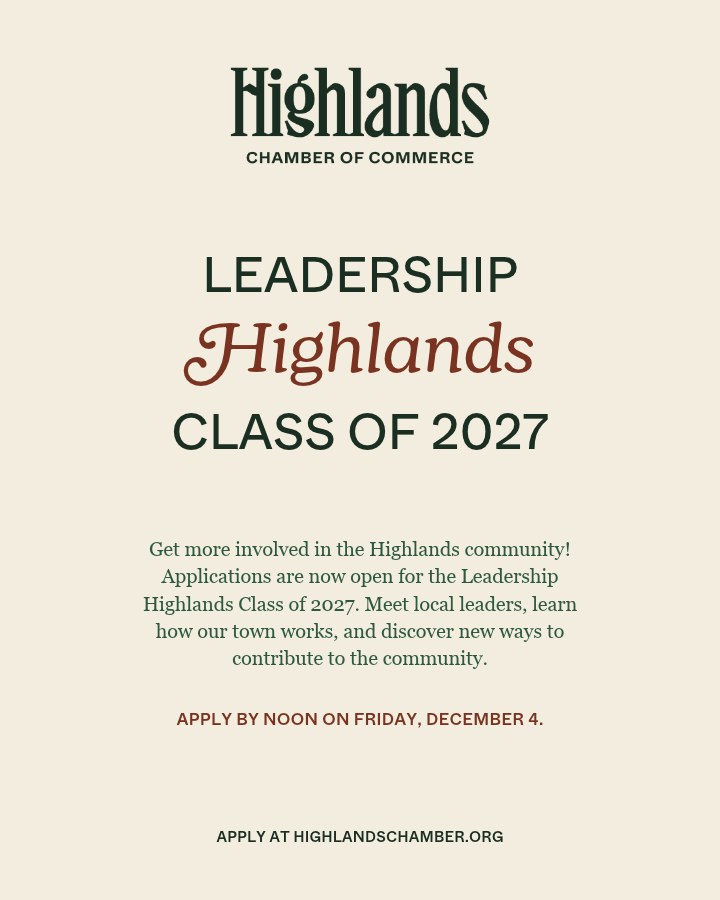 Highlands
CHAMBER OF COMMERCE
LEADERSHIP
Highlands
CLASS OF 2027
Get more involved in the Highlands community!
Applications are now open for the Leadership
Highlands Class of 2027. Meet local leaders, learn
how our town works, and discover new ways to
contribute to the community.
APPLY BY NOON ON FRIDAY, DECEMBER 4.
APPLY AT HIGHLANDSCHAMBER.ORG